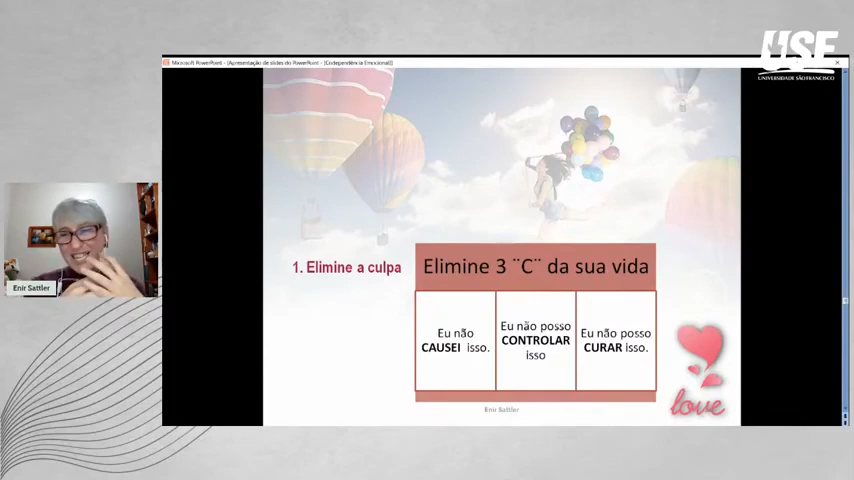 USF
UNIVERSIDADE SÃO FRANCISCO
Microsoft PowerPoint - [Apresentação de slides do PowerPoint - [Codependência Emocional]]
1. Elimine a culpa
Elimine 3 ¨C¨ da sua vida
Eu não
CAUSEI isso.
Eu não posso
CONTROLAR
isso
Eu não posso
CURAR isso.
Enir Sattler
love
Enir Sattler